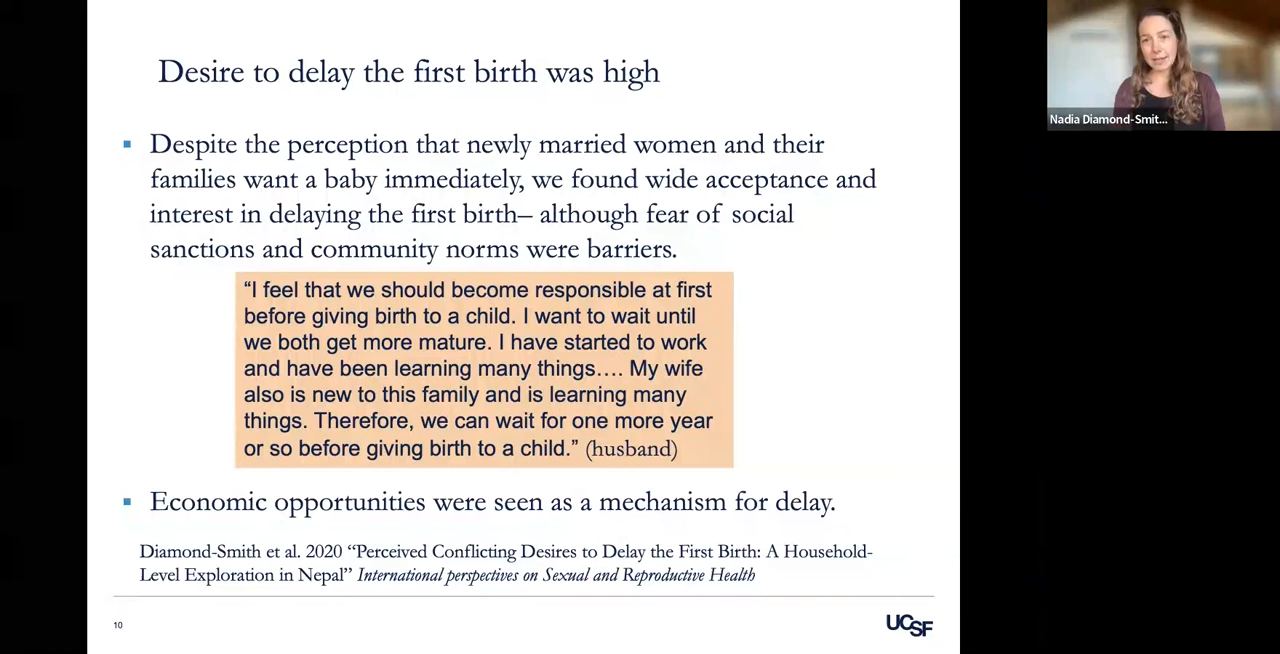 Desire to delay the first birth was high
▪ Despite the perception that newly married women and their
families want a baby immediately, we found wide acceptance and
interest in delaying the first birth– although fear of social
sanctions and community norms were barriers.
“I feel that we should become responsible at first
before giving birth to a child. I want to wait until
we both get more mature. I have started to work
and have been learning many things…. My wife
also is new to this family and is learning many
things. Therefore, we can wait for one more year
or so before giving birth to a child.” (husband)
▪ Economic opportunities were seen as a mechanism for delay.
Diamond-Smith et al. 2020 “Perceived Conflicting Desires to Delay the First Birth: A Household-
Level Exploration in Nepal” International perspectives on Sexual and Reproductive Health
10
UCSF
Nadia Diamond-Smit...